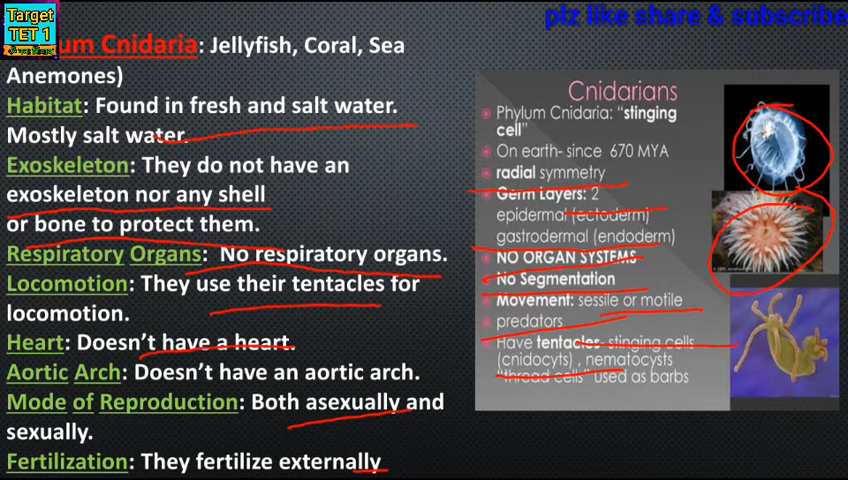 Target
TET 1
plz like share & subscribe
um Cnidaria: Jellyfish, Coral, Sea
Anemones)
Habitat: Found in fresh and salt water.
Mostly salt water.
Exoskeleton: They do not have an
exoskeleton nor any shell
or bone to protect them.
Respiratory Organs: No respiratory organs.
Locomotion: They use their tentacles for
locomotion.
Heart: Doesn't have a heart.
Aortic Arch: Doesn't have an aortic arch.
Mode of Reproduction: Both asexually and
sexually.
Fertilization: They fertilize externally
Cnidarians
Phylum Cnidaria: “stinging
cell”
On earth- since 670 MYA
radial symmetry
Germ Layers: 2
epidermal (ectoderm)
gastrodermal (endoderm)
NO ORGAN SYSTEMS
No Segmentation
Movement: sessile or motile
predators
Have tentacles- stinging cells
(cnidocyts) , nematocysts
“thread cells” used as barbs